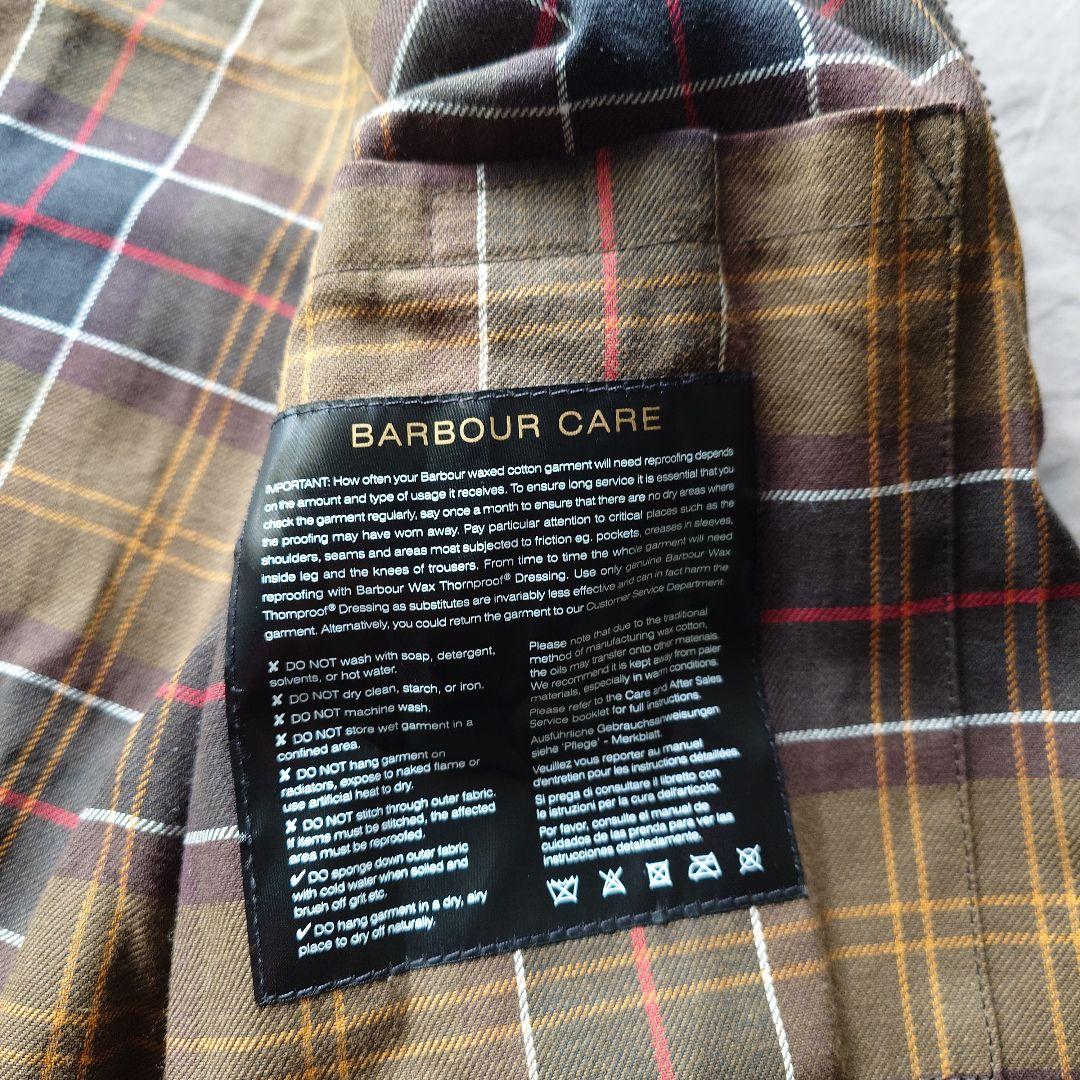 BARBOUR CARE
IMPORTANT: How often your Barbour waxed cotton garment will need reproofing depends
on the amount and type of usage it receives. To ensure long service it is essential that you
check the garment regularly, say once a month to ensure that there are no dry areas where
the proofing may have worn away. Pay particular attention to critical places such as the
shoulders, seams and areas most subjected to friction eg. pockets, creases in sleeves,
inside leg and the knees of trousers. From time to time the whole garment will need
reproofing with Barbour Wax Thornproof® Dressing. Use only genuine Barbour Wax
Thornproof® Dressing as substitutes are invariably less effective and can in fact harm the
garment. Alternatively, you could return the garment to our Customer Service Department.
✘ DO NOT wash with soap, detergent,
solvents, or hot water.
✘ DO NOT dry clean, starch, or iron.
✘ DO NOT machine wash.
✘ DO NOT store wet garment in a
confined area.
✘ DO NOT hang garment on
radiators, expose to naked flame or
use artificial heat to dry.
✘ DO NOT stitch through outer fabric.
If items must be stitched, the affected
area must be reproofed.
✔ DO sponge down outer fabric
with cold water when soiled and
brush off grit etc.
✔ DO hang garment in a dry, airy
place to dry off naturally.
Please note that due to the traditional
method of manufacturing wax cotton,
the oils may transfer onto other materials.
We recommend it is kept away from paler
materials, especially in warm conditions.
Please refer to the Care and After Sales
Service booklet for full instructions.
Ausführliche Gebrauchsanweisungen
siehe 'Pflege' - Merkblatt.
Veuillez vous reporter au manuel
d'entretien pour les instructions détaillées.
Si prega di consultare il libretto con
le istruzioni per la cura dell'articolo.
Por favor, consulte el manual de
cuidados de las prenda para ver las
instrucciones detalladamente.